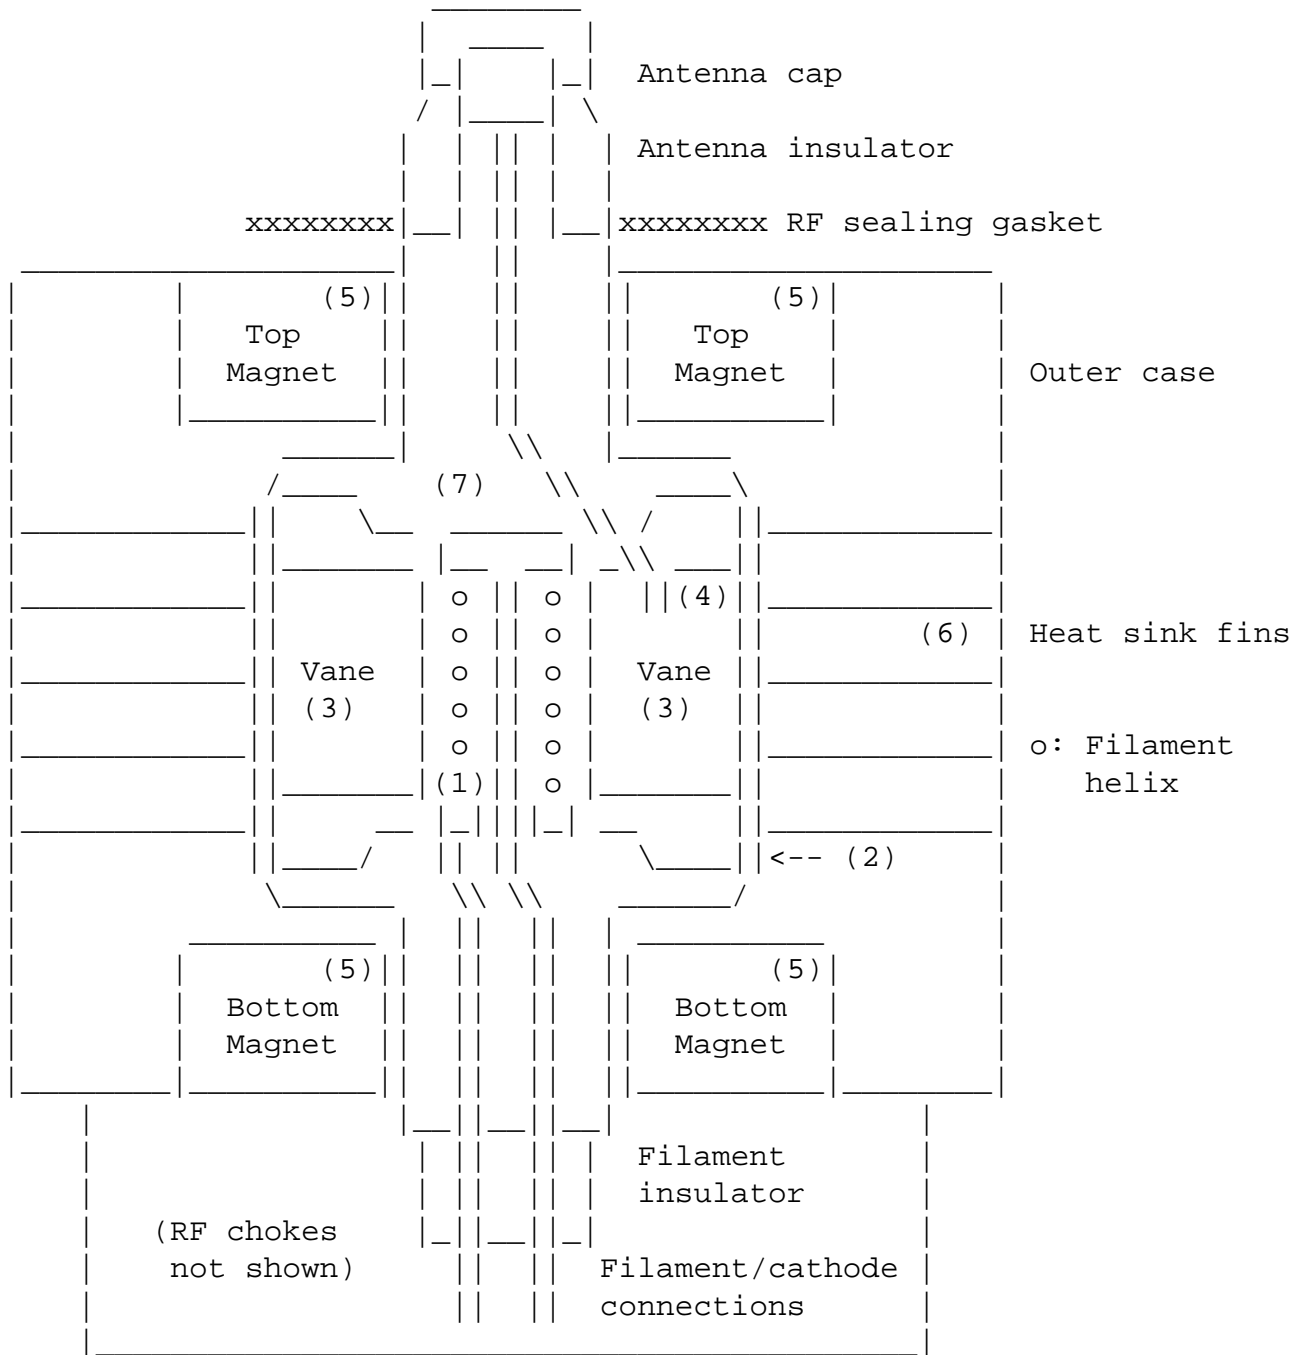 Antenna cap
Antenna insulator
xxxxxxxx xxxxxxxx RF sealing gasket
(5) (5)
Top Top
Magnet Magnet Outer case
(7)
o o (4)
o o (6) Heat sink fins
Vane o o Vane
(3) o o (3)
o o o: Filament
(1) o helix
<-- (2)
(5) (5)
Bottom Bottom
Magnet Magnet
Filament
insulator
(RF chokes
not shown) Filament/cathode
connections